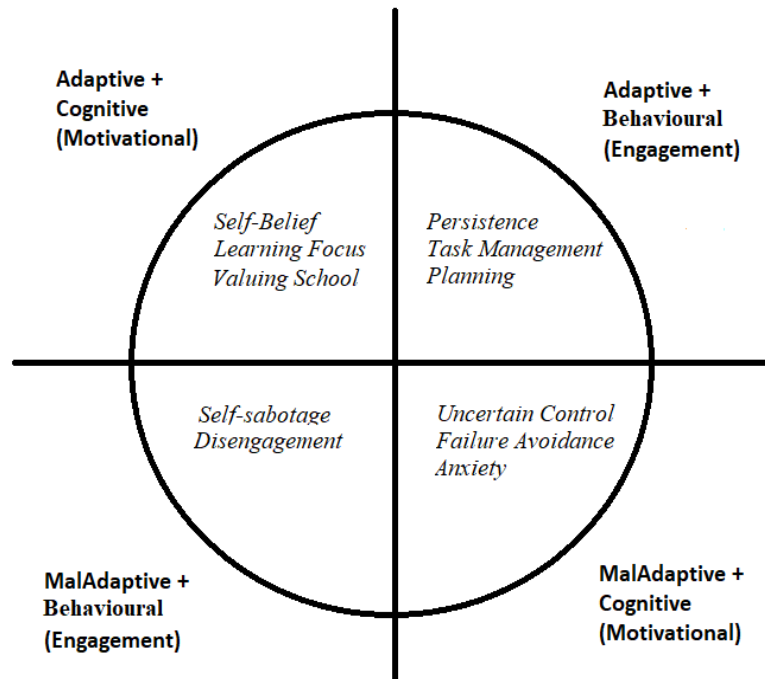 Adaptive +
Cognitive
(Motivational)
Adaptive +
Behavioural
(Engagement)
Self-Belief
Learning Focus
Valuing School
Persistence
Task Management
Planning
Self-sabotage
Disengagement
Uncertain Control
Failure Avoidance
Anxiety
MalAdaptive +
Behavioural
(Engagement)
MalAdaptive +
Cognitive
(Motivational)